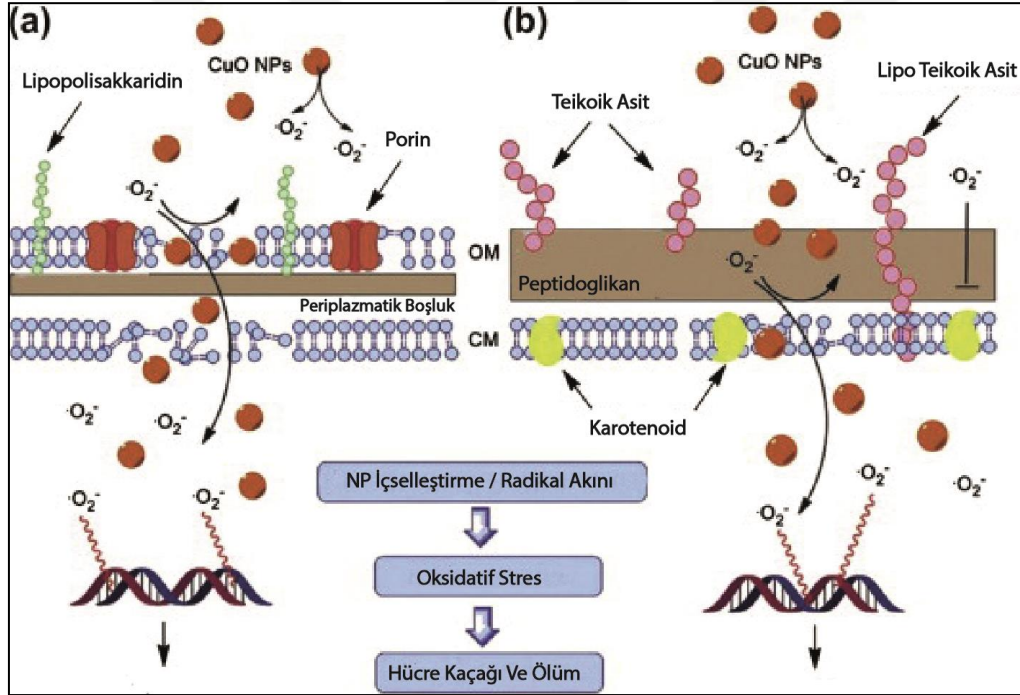 (a)
CuO NPs
Lipopolisakkaridin
·O₂⁻
·O₂⁻
Porin
·O₂⁻
OM
Periplazmatik Boşluk
CM
·O₂⁻
·O₂⁻
·O₂⁻
·O₂⁻
(b)
CuO NPs
Lipo Teikoik Asit
Teikoik Asit
·O₂⁻
·O₂⁻
·O₂⁻
·O₂⁻
Peptidoglikan
Karotenoid
·O₂⁻
·O₂⁻
·O₂⁻
NP İçselleştirme / Radikal Akını
Oksidatif Stres
Hücre Kaçağı Ve Ölüm